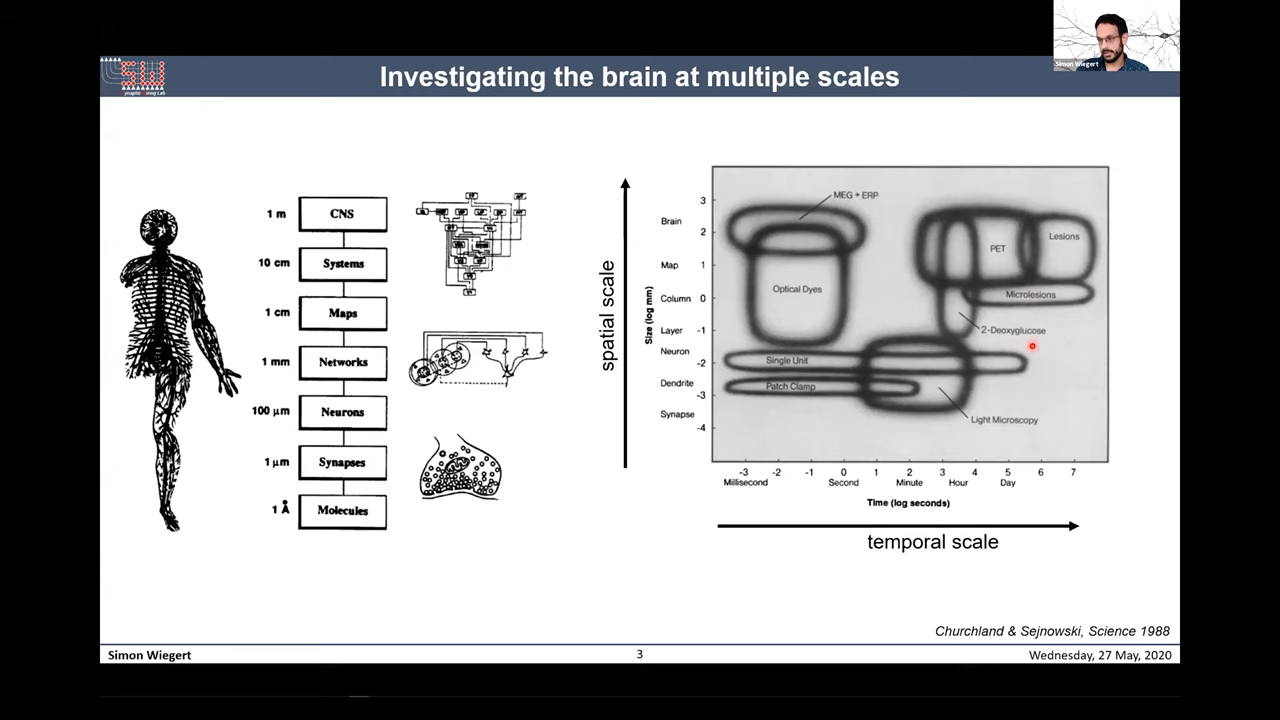 Simon Wiegert
Investigating the brain at multiple scales
1 m
CNS
10 cm
Systems
1 cm
Maps
1 mm
Networks
100 µm
Neurons
1 µm
Synapses
1 Å
Molecules
spatial scale
Size (log mm)
Brain
Map
Column
Layer
Neuron
Dendrite
Synapse
3
2
1
0
-1
-2
-3
-4
MEG + ERP
Optical Dyes
PET
Lesions
Microlesions
2-Deoxyglucose
Single Unit
Patch Clamp
Light Microscopy
-3 -2 -1 0 1 2 3 4 5 6 7
Millisecond Second Minute Hour Day
Time (log seconds)
temporal scale
Churchland & Sejnowski, Science 1988
Simon Wiegert
3
Wednesday, 27 May, 2020